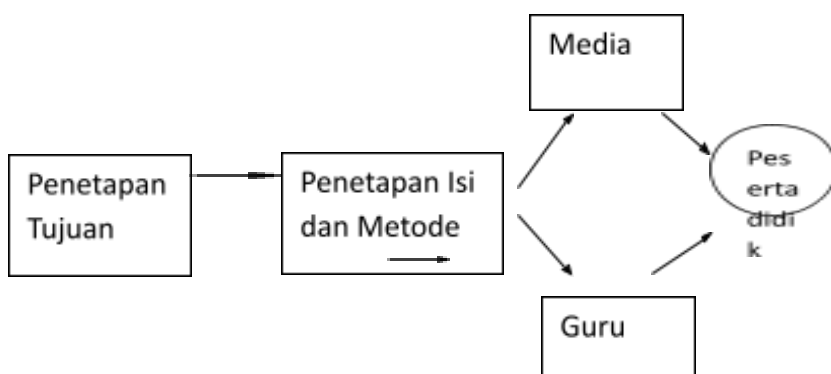 Media
Penetapan
Tujuan
Penetapan Isi
dan Metode
Pes
erta
didi
k
Guru